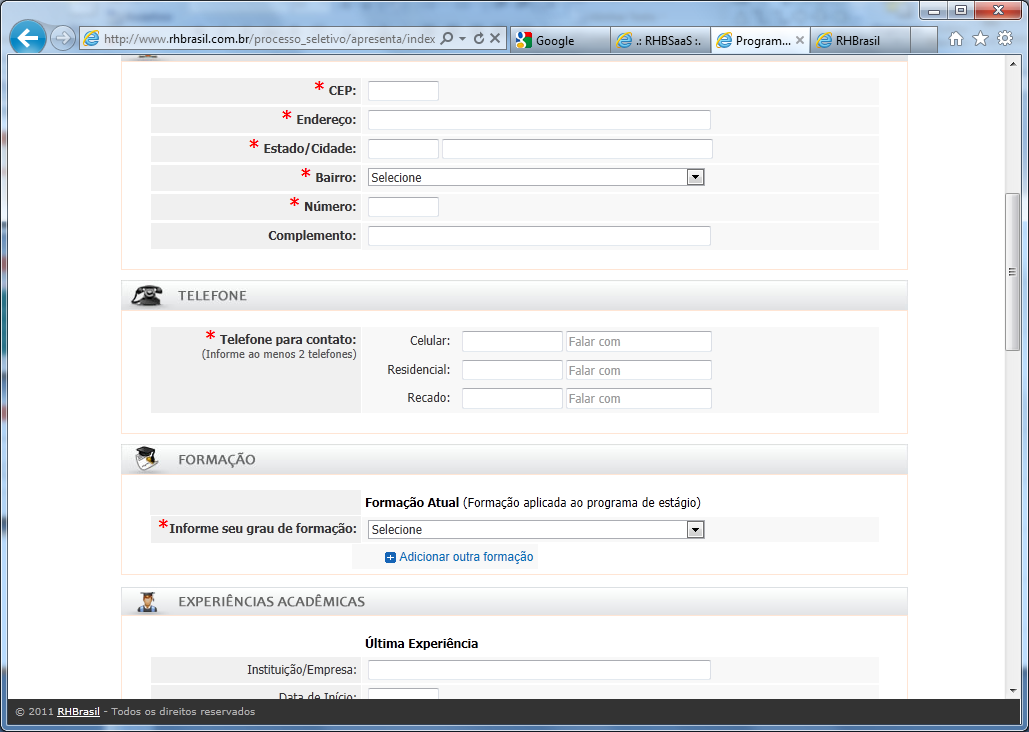 http://www.rhbrasil.com.br/processo_seletivo/apresenta/index
Google
.: RHBSaaS :.
Program...
RHBrasil
* CEP:
* Endereço:
* Estado/Cidade:
* Bairro: Selecione
* Número:
Complemento:
TELEFONE
* Telefone para contato:
(Informe ao menos 2 telefones)
Celular: Falar com
Residencial: Falar com
Recado: Falar com
FORMAÇÃO
Formação Atual (Formação aplicada ao programa de estágio)
*Informe seu grau de formação: Selecione
Adicionar outra formação
EXPERIÊNCIAS ACADÊMICAS
Última Experiência
Instituição/Empresa:
Data de Início:
© 2011 RHBrasil - Todos os direitos reservados